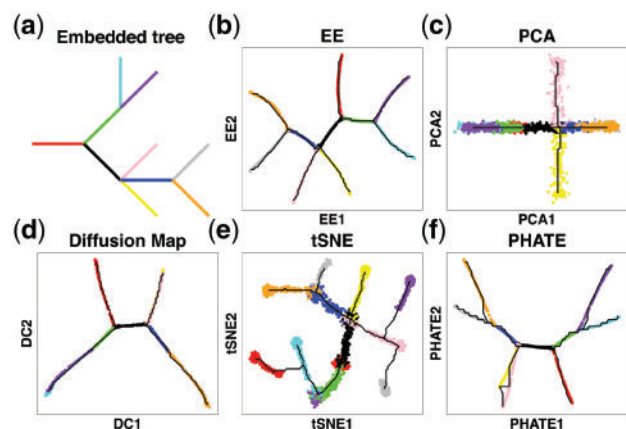 (a) Embedded tree
(b) EE
EE2
EE1
(c) PCA
PCA2
PCA1
(d) Diffusion Map
DC2
DC1
(e) tSNE
tSNE2
tSNE1
(f) PHATE
PHATE2
PHATE1